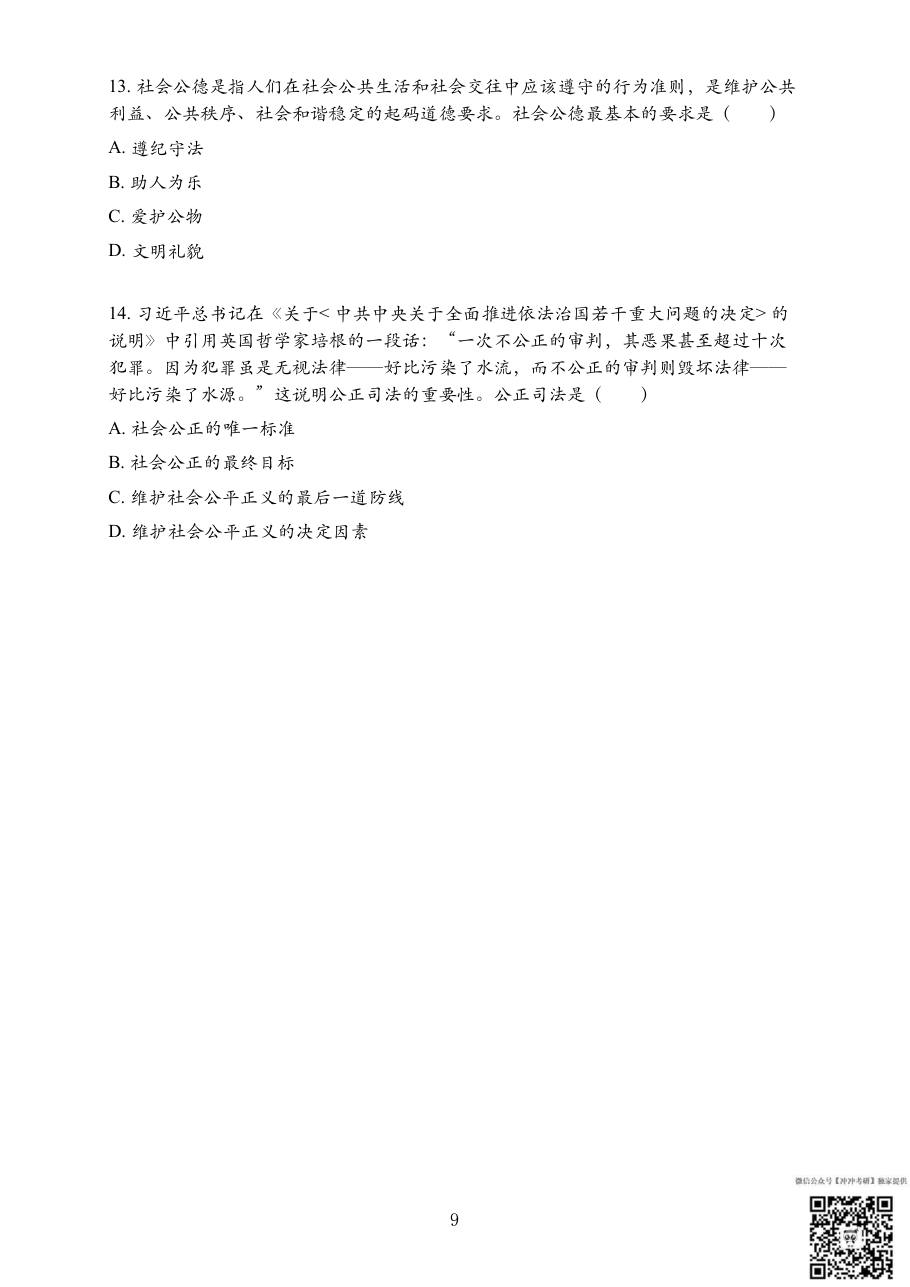 13. 社会公德是指人们在社会公共生活和社会交往中应该遵守的行为准则，是维护公共
利益、公共秩序、社会和谐稳定的起码道德要求。社会公德最基本的要求是（　　）
A. 遵纪守法
B. 助人为乐
C. 爱护公物
D. 文明礼貌
14. 习近平总书记在《关于< 中共中央关于全面推进依法治国若干重大问题的决定> 的
说明》中引用英国哲学家培根的一段话：“一次不公正的审判，其恶果甚至超过十次
犯罪。因为犯罪虽是无视法律——好比污染了水流，而不公正的审判则毁坏法律——
好比污染了水源。”这说明公正司法的重要性。公正司法是（　　）
A. 社会公正的唯一标准
B. 社会公正的最终目标
C. 维护社会公平正义的最后一道防线
D. 维护社会公平正义的决定因素
微信公众号【冲冲考研】独家提供
9